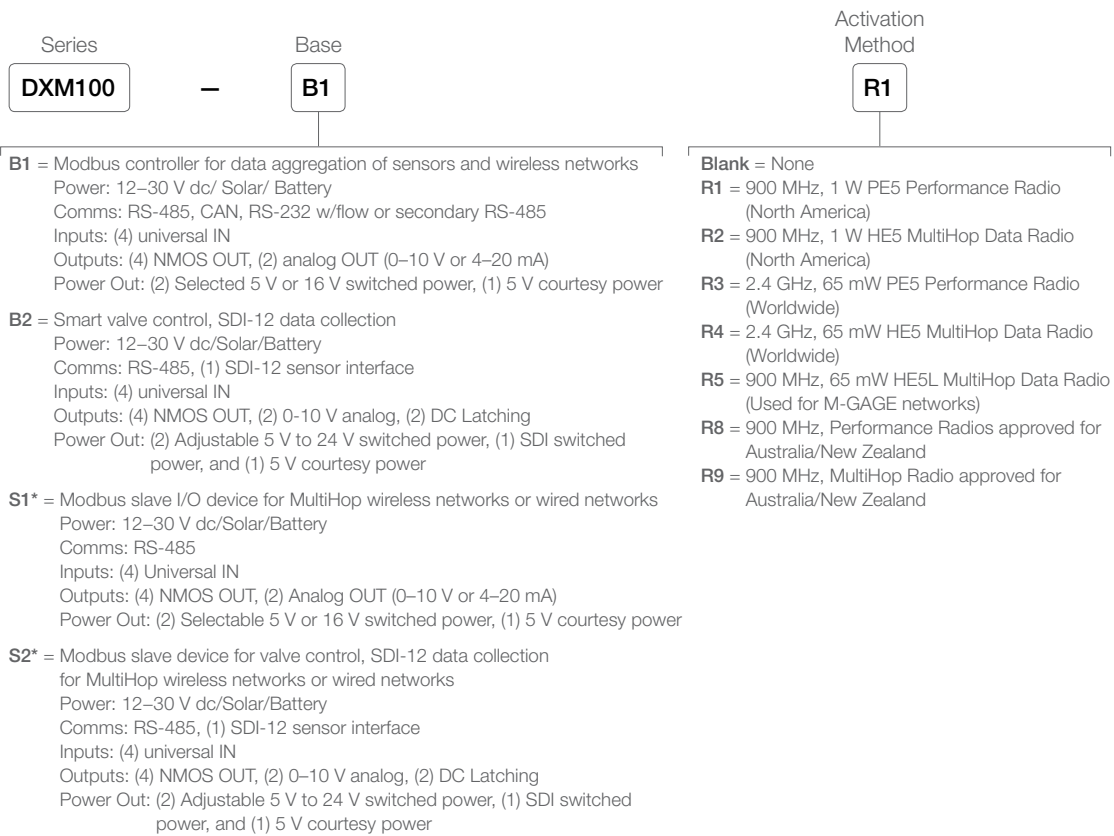 Series
Base
Activation
Method
DXM100
–
B1
R1
B1 = Modbus controller for data aggregation of sensors and wireless networks
Power: 12–30 V dc/ Solar/ Battery
Comms: RS-485, CAN, RS-232 w/flow or secondary RS-485
Inputs: (4) universal IN
Outputs: (4) NMOS OUT, (2) analog OUT (0–10 V or 4–20 mA)
Power Out: (2) Selected 5 V or 16 V switched power, (1) 5 V courtesy power
B2 = Smart valve control, SDI-12 data collection
Power: 12–30 V dc/Solar/Battery
Comms: RS-485, (1) SDI-12 sensor interface
Inputs: (4) universal IN
Outputs: (4) NMOS OUT, (2) 0-10 V analog, (2) DC Latching
Power Out: (2) Adjustable 5 V to 24 V switched power, (1) SDI switched
power, and (1) 5 V courtesy power
S1* = Modbus slave I/O device for MultiHop wireless networks or wired networks
Power: 12–30 V dc/Solar/Battery
Comms: RS-485
Inputs: (4) Universal IN
Outputs: (4) NMOS OUT, (2) Analog OUT (0–10 V or 4–20 mA)
Power Out: (2) Selectable 5 V or 16 V switched power, (1) 5 V courtesy power
S2* = Modbus slave device for valve control, SDI-12 data collection
for MultiHop wireless networks or wired networks
Power: 12–30 V dc/Solar/Battery
Comms: RS-485, (1) SDI-12 sensor interface
Inputs: (4) universal IN
Outputs: (4) NMOS OUT, (2) 0–10 V analog, (2) DC Latching
Power Out: (2) Adjustable 5 V to 24 V switched power, (1) SDI switched
power, and (1) 5 V courtesy power
Blank = None
R1 = 900 MHz, 1 W PE5 Performance Radio
(North America)
R2 = 900 MHz, 1 W HE5 MultiHop Data Radio
(North America)
R3 = 2.4 GHz, 65 mW PE5 Performance Radio
(Worldwide)
R4 = 2.4 GHz, 65 mW HE5 MultiHop Data Radio
(Worldwide)
R5 = 900 MHz, 65 mW HE5L MultiHop Data Radio
(Used for M-GAGE networks)
R8 = 900 MHz, Performance Radios approved for
Australia/New Zealand
R9 = 900 MHz, MultiHop Radio approved for
Australia/New Zealand